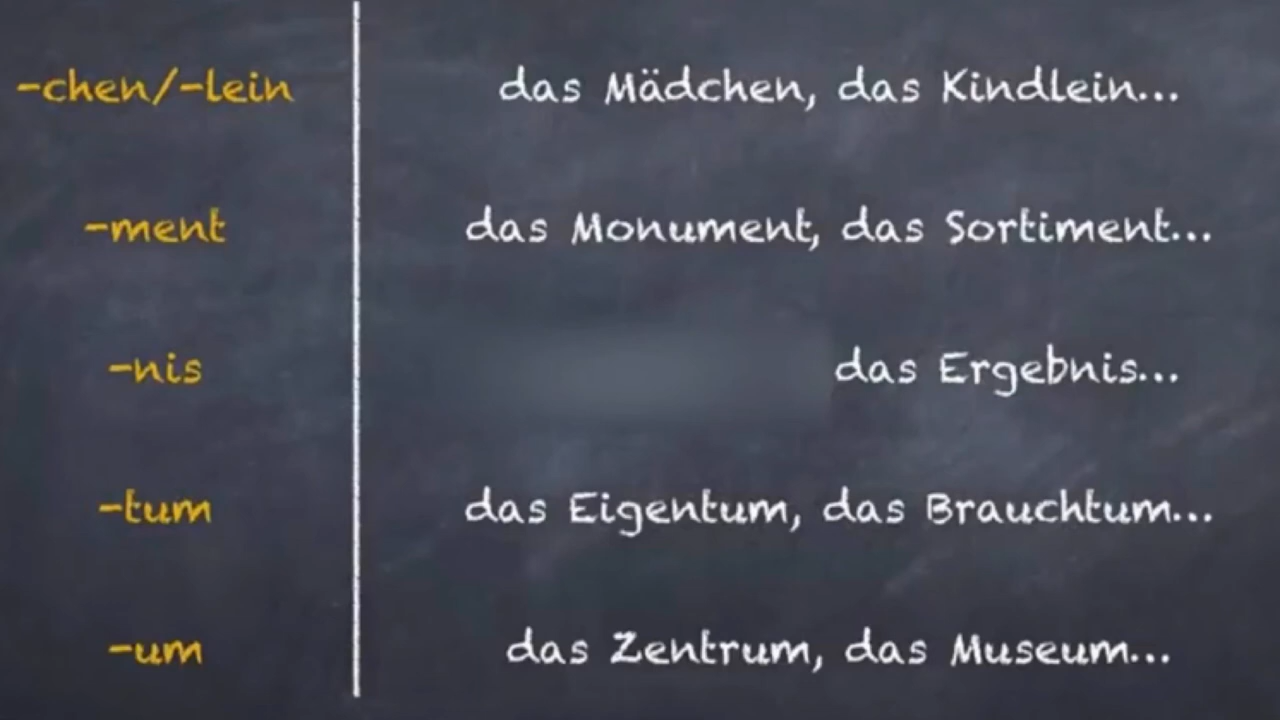 -chen/-lein das Mädchen, das Kindlein...
-ment das Monument, das Sortiment...
-nis das Ergebnis...
-tum das Eigentum, das Brauchtum...
-um das Zentrum, das Museum...